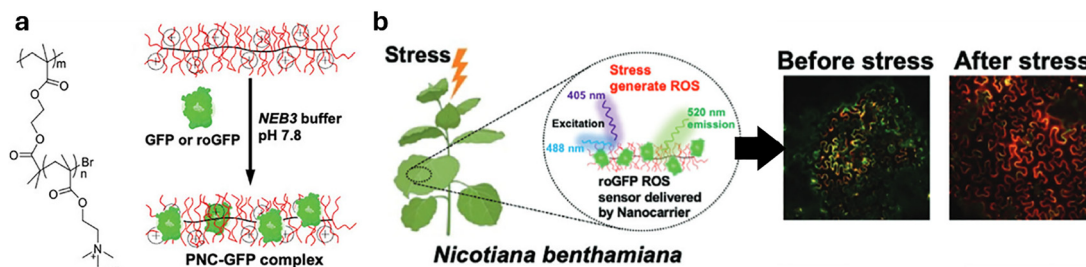 a
m
O
O
O
O
Br
n
O
O
N+
GFP or roGFP
NEB3 buffer
pH 7.8
PNC-GFP complex
b
Stress
Stress
generate ROS
405 nm
520 nm
emission
Excitation
488 nm
roGFP ROS
sensor delivered
by Nanocarrier
Nicotiana benthamiana
Before stress
After stress